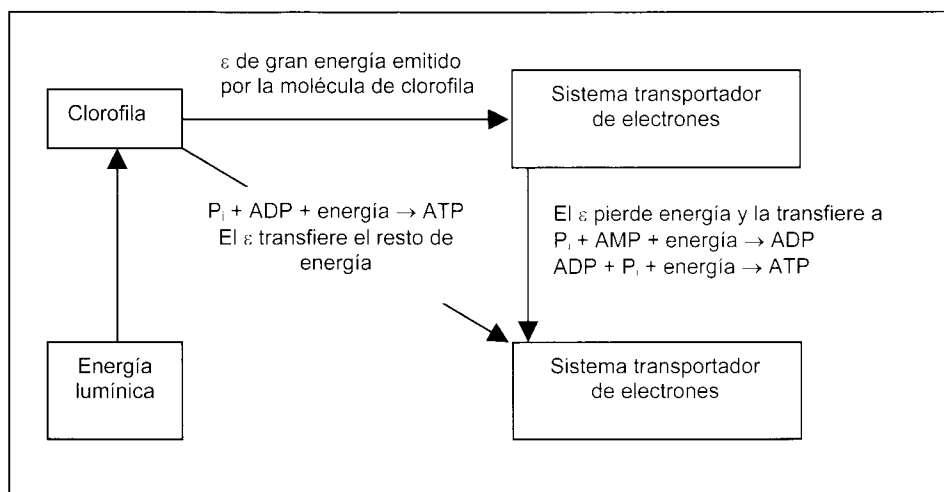 ε de gran energía emitido
por la molécula de clorofila
Clorofila
Sistema transportador
de electrones
Pᵢ + ADP + energía → ATP
El ε transfiere el resto de
energía
El ε pierde energía y la transfiere a
Pᵢ + AMP + energía → ADP
ADP + Pᵢ + energía → ATP
Energía
lumínica
Sistema transportador
de electrones